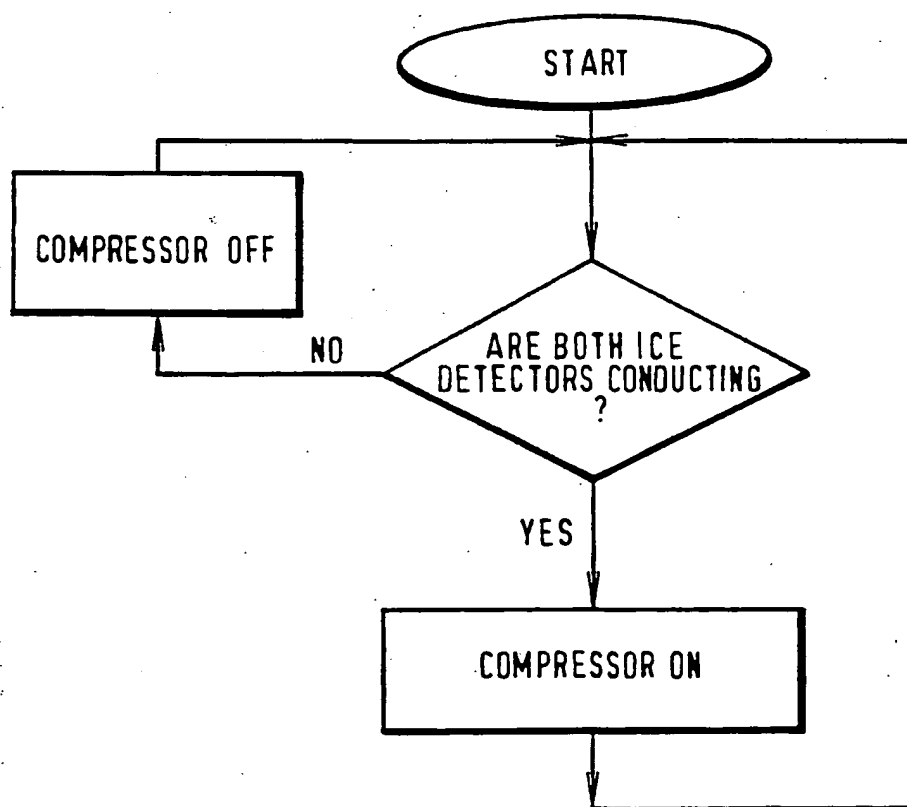 START
COMPRESSOR OFF
NO
ARE BOTH ICE
DETECTORS CONDUCTING
?
YES
COMPRESSOR ON